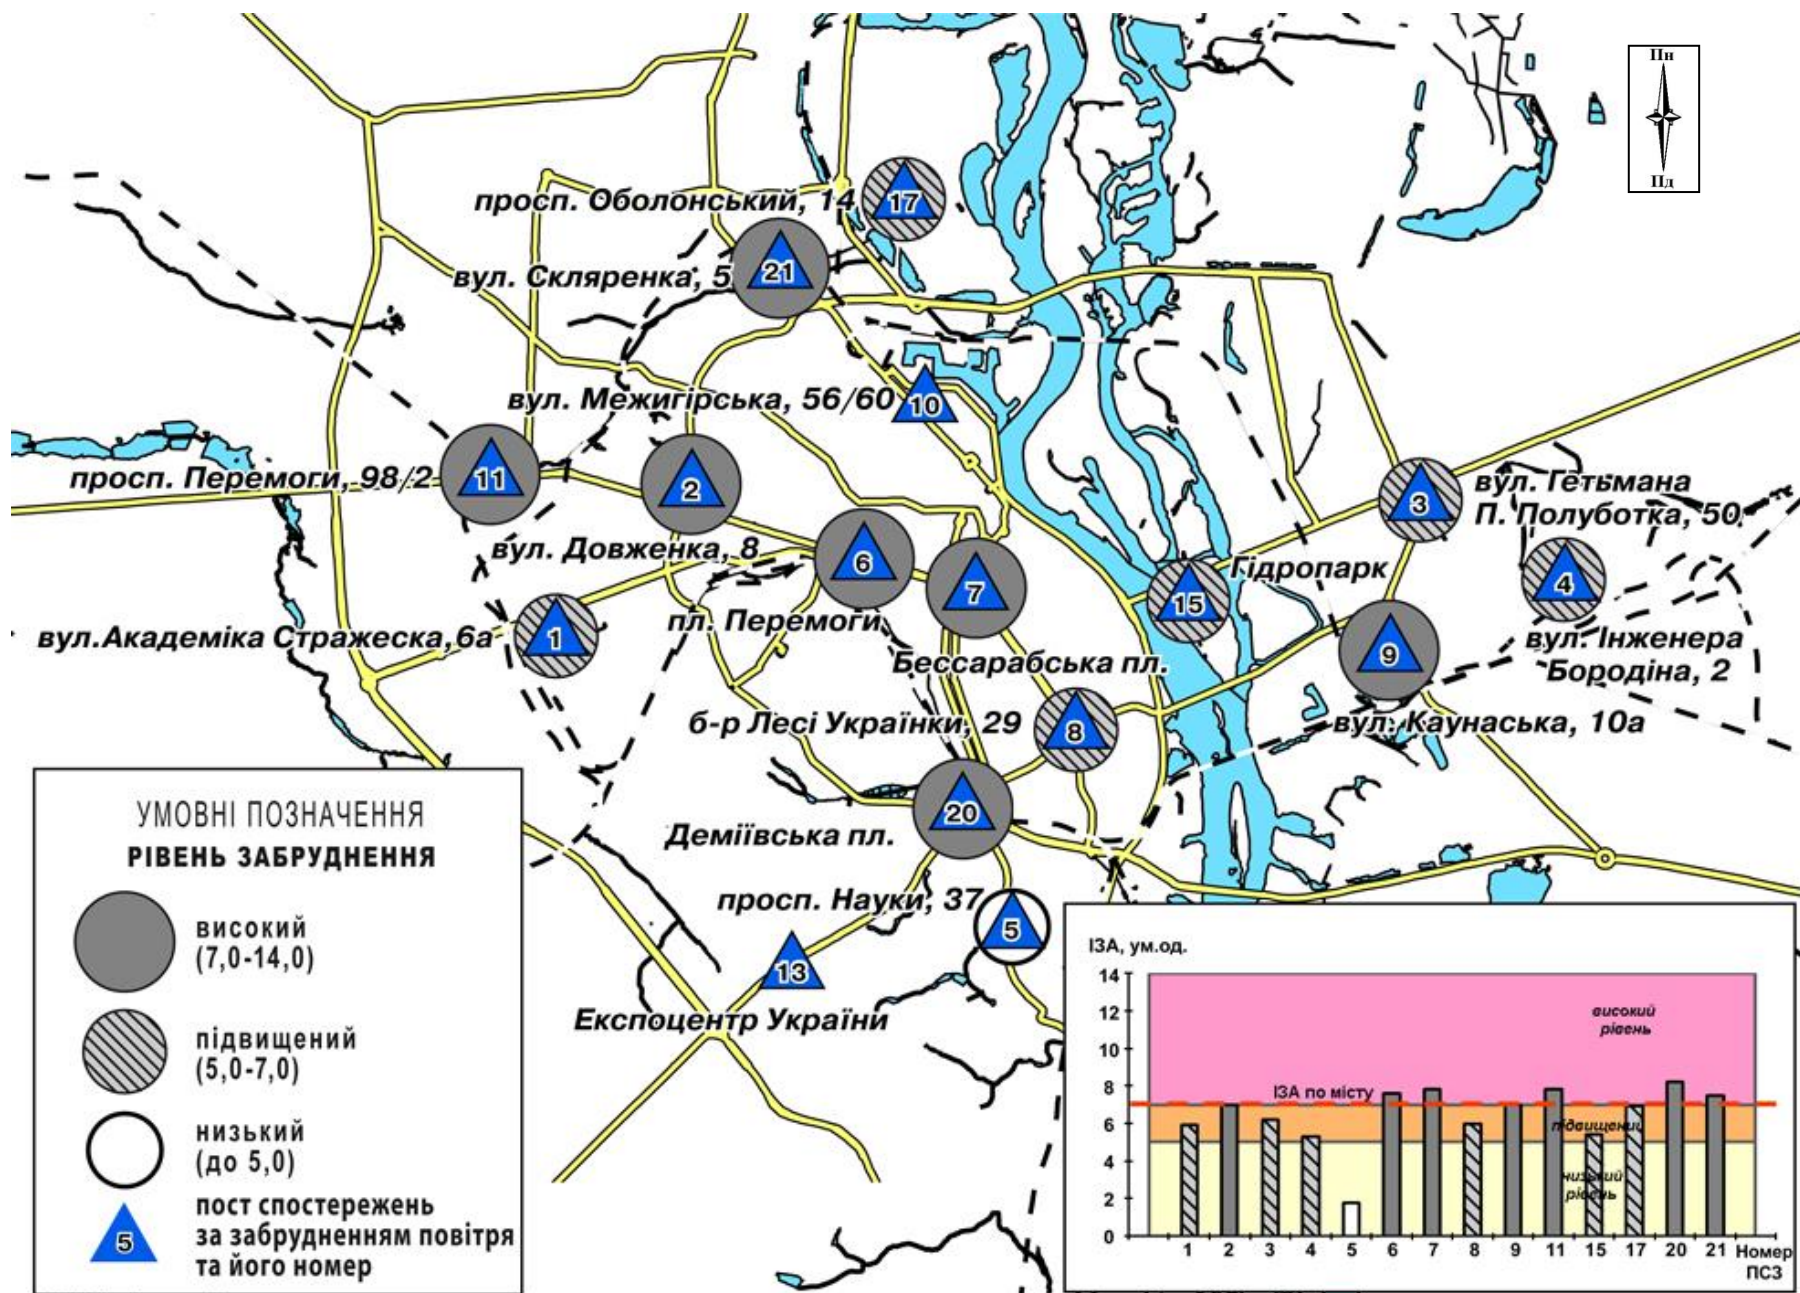 Пн
Пд
просп. Оболонський, 14
17
вул. Скляренка, 5
21
вул. Межигірська, 56/60
10
просп. Перемоги, 98/2
11
2
вул. Довженка, 8
6
пл. Перемоги
7
Бессарабська пл.
вул.Академіка Стражеска,6а
1
15
Гідропарк
3
вул. Гетьмана
П. Полуботка, 50
4
вул. Інженера
Бородіна, 2
9
вул. Каунаська, 10а
б-р Лесі Українки, 29
8
20
Деміївська пл.
просп. Науки, 37
5
13
Експоцентр України
УМОВНІ ПОЗНАЧЕННЯ
РІВЕНЬ ЗАБРУДНЕННЯ
високий
(7,0-14,0)
підвищений
(5,0-7,0)
низький
(до 5,0)
5
пост спостережень
за забрудненням повітря
та його номер
ІЗА, ум.од.
14
12
10
8
6
4
2
0
високий
рівень
ІЗА по місту
підвищений
низький
рівень
1 2 3 4 5 6 7 8 9 11 15 17 20 21 Номер
ПСЗ